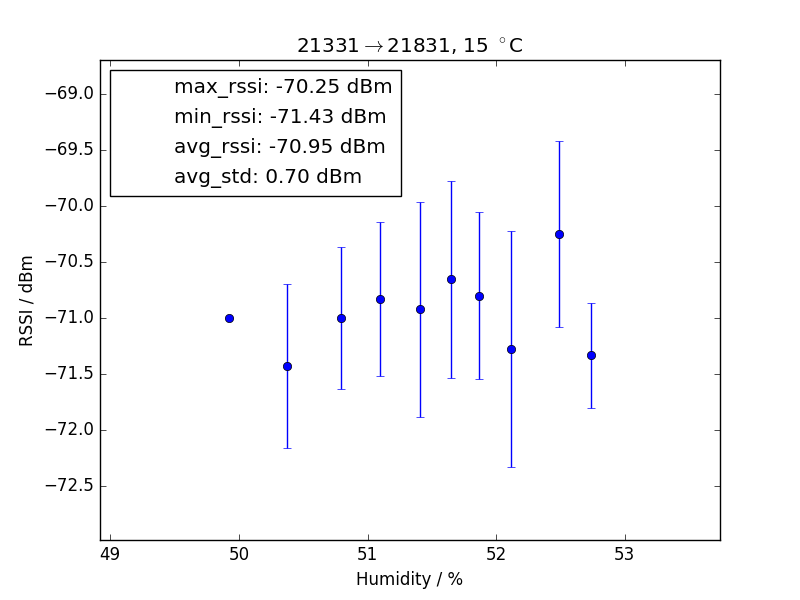 21331→21831, 15 °C
max_rssi: -70.25 dBm
min_rssi: -71.43 dBm
avg_rssi: -70.95 dBm
avg_std: 0.70 dBm
RSSI / dBm
−69.0
−69.5
−70.0
−70.5
−71.0
−71.5
−72.0
−72.5
49 50 51 52 53
Humidity / %